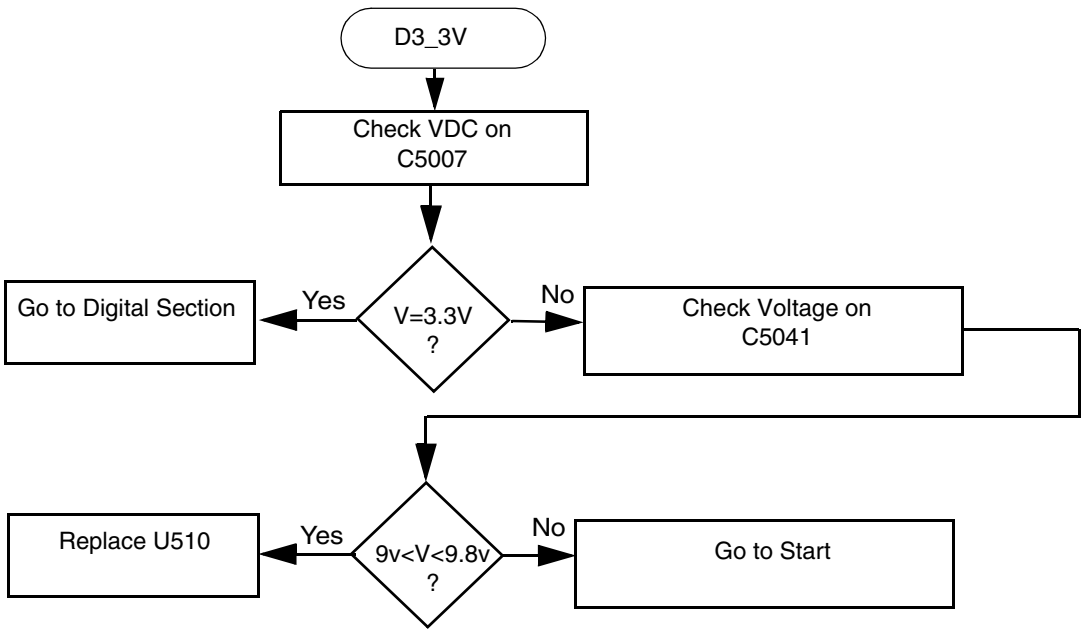 D3_3V
Check VDC on
C5007
Go to Digital Section
Yes
V=3.3V
?
No
Check Voltage on
C5041
Replace U510
Yes
9v<V<9.8v
?
No
Go to Start